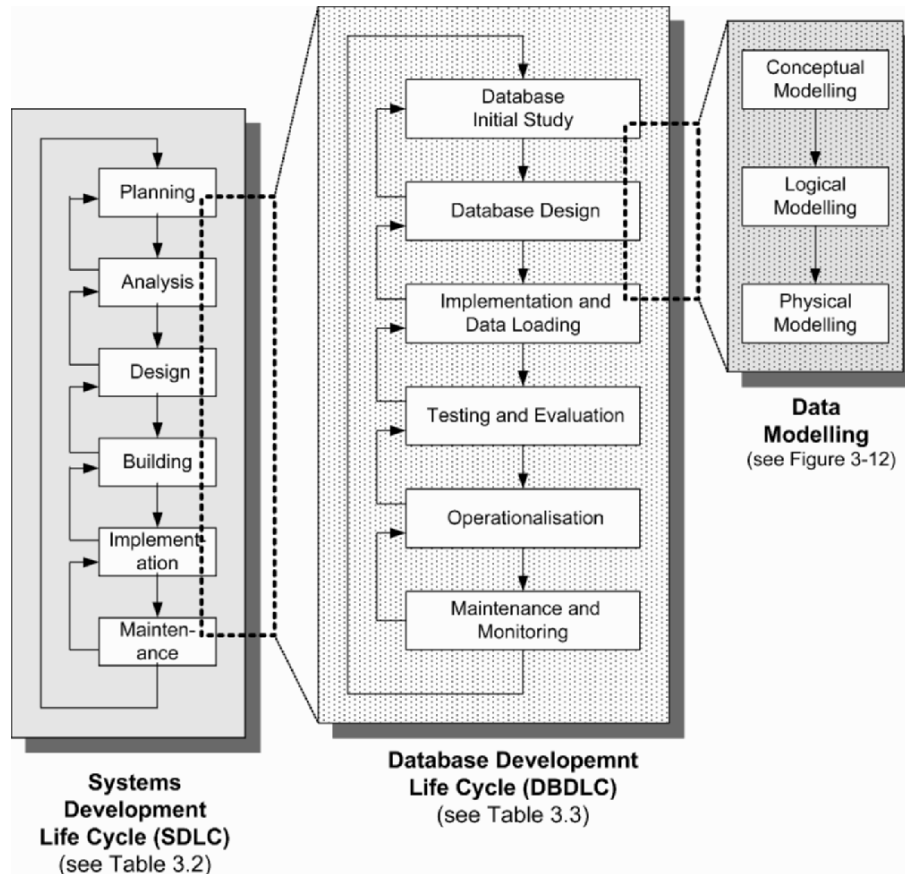 Planning
Analysis
Design
Building
Implement-
ation
Mainten-
ance
Systems
Development
Life Cycle (SDLC)
(see Table 3.2)
Database
Initial Study
Database Design
Implementation and
Data Loading
Testing and Evaluation
Operationalisation
Maintenance and
Monitoring
Database Developemnt
Life Cycle (DBDLC)
(see Table 3.3)
Conceptual
Modelling
Logical
Modelling
Physical
Modelling
Data
Modelling
(see Figure 3-12)